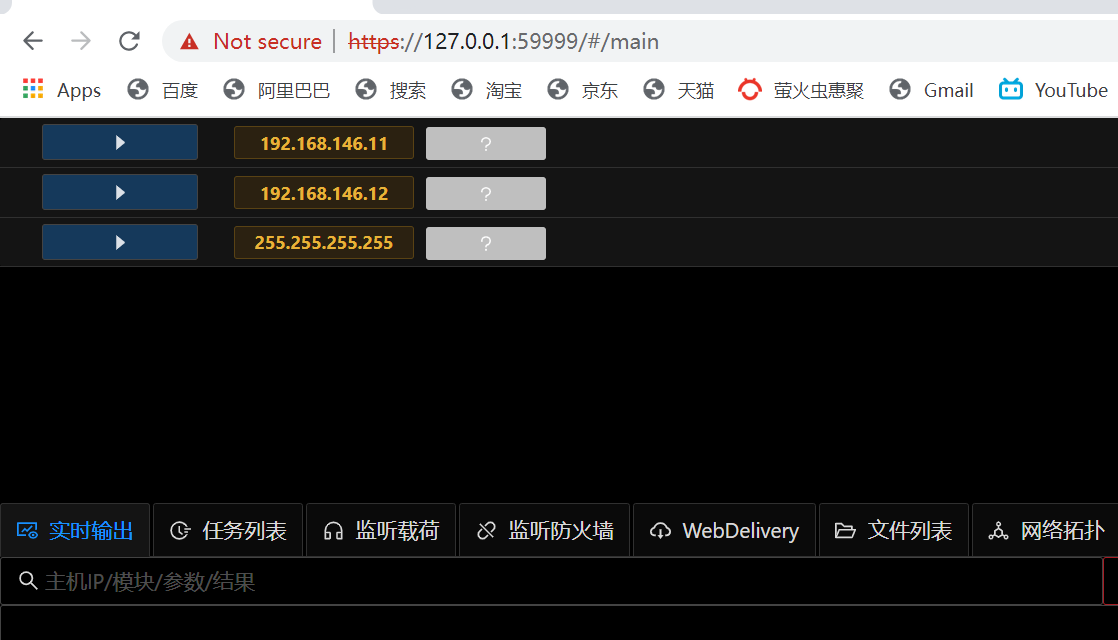 Not secure https://127.0.0.1:59999/#/main
Apps 百度 阿里巴巴 搜索 淘宝 京东 天猫 萤火虫惠聚 Gmail YouTube
192.168.146.11 ?
192.168.146.12 ?
255.255.255.255 ?
实时输出 任务列表 监听载荷 监听防火墙 WebDelivery 文件列表 网络拓扑
主机IP/模块/参数/结果